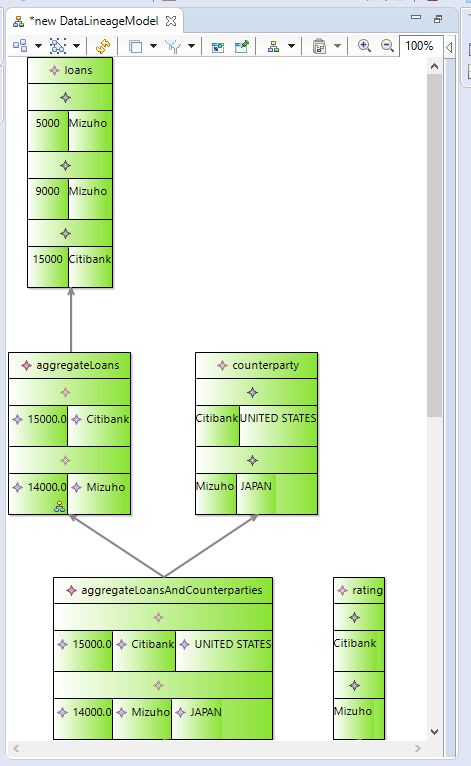 *new DataLineageModel
100%
loans
5000 Mizuho
9000 Mizuho
15000 Citibank
aggregateLoans
15000.0 Citibank
14000.0 Mizuho
counterparty
Citibank UNITED STATES
Mizuho JAPAN
aggregateLoansAndCounterparties
15000.0 Citibank UNITED STATES
14000.0 Mizuho JAPAN
rating
Citibank
Mizuho